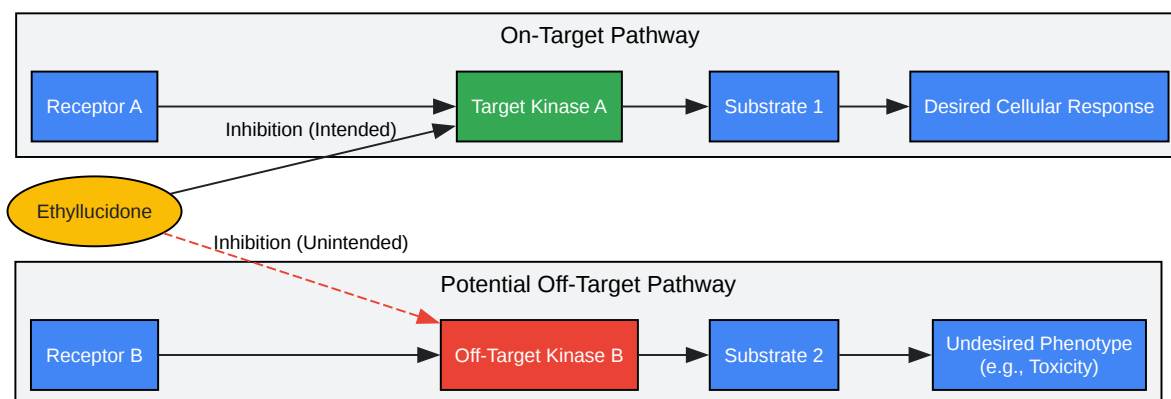 On-Target Pathway
Receptor A
Target Kinase A
Substrate 1
Desired Cellular Response
Inhibition (Intended)
Ethyllucidone
Inhibition (Unintended)
Potential Off-Target Pathway
Receptor B
Off-Target Kinase B
Substrate 2
Undesired Phenotype
(e.g., Toxicity)